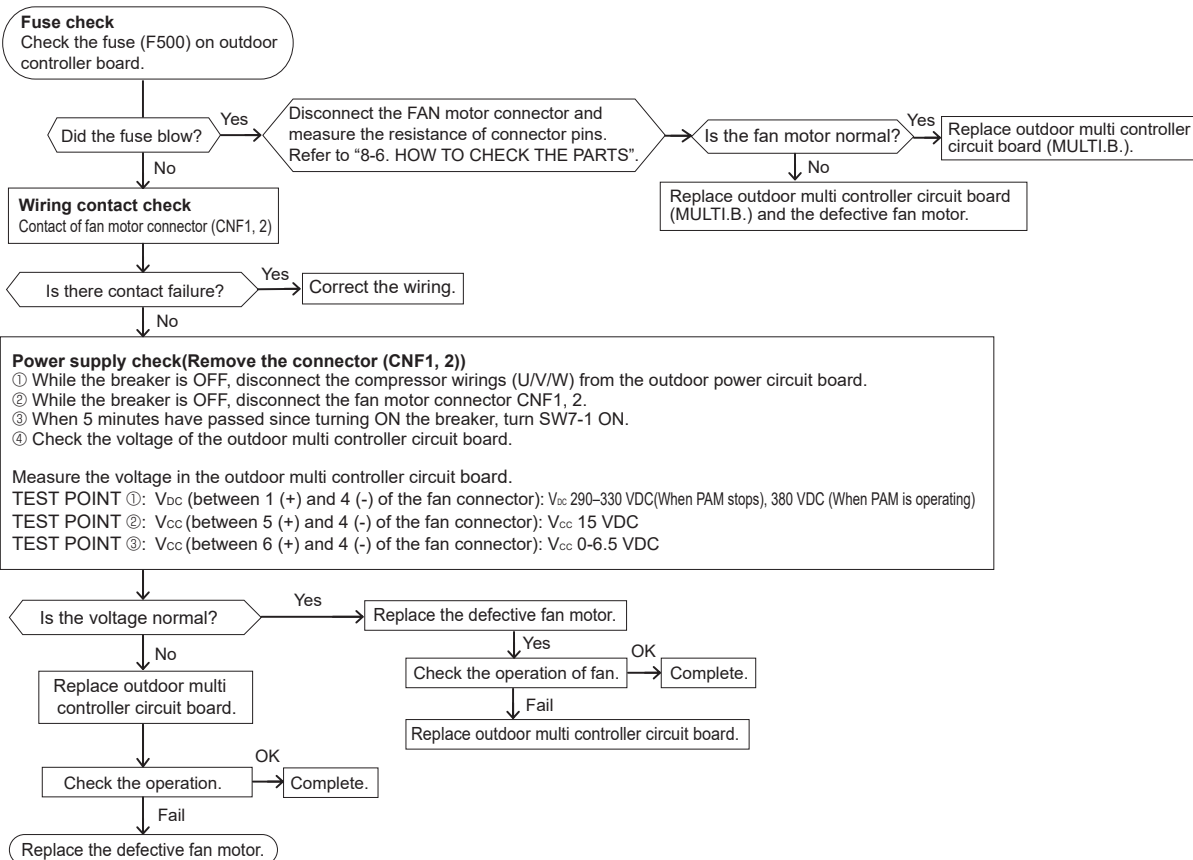 Fuse check
Check the fuse (F500) on outdoor
controller board.
Did the fuse blow?
Yes
Disconnect the FAN motor connector and
measure the resistance of connector pins.
Refer to “8-6. HOW TO CHECK THE PARTS”.
Is the fan motor normal?
Yes
Replace outdoor multi controller
circuit board (MULTI.B.).
No
Replace outdoor multi controller circuit board
(MULTI.B.) and the defective fan motor.
No
Wiring contact check
Contact of fan motor connector (CNF1, 2)
Is there contact failure?
Yes
Correct the wiring.
No
Power supply check(Remove the connector (CNF1, 2))
① While the breaker is OFF, disconnect the compressor wirings (U/V/W) from the outdoor power circuit board.
② While the breaker is OFF, disconnect the fan motor connector CNF1, 2.
③ When 5 minutes have passed since turning ON the breaker, turn SW7-1 ON.
④ Check the voltage of the outdoor multi controller circuit board.
Measure the voltage in the outdoor multi controller circuit board.
TEST POINT ①: VDC (between 1 (+) and 4 (-) of the fan connector): VDC 290–330 VDC(When PAM stops), 380 VDC (When PAM is operating)
TEST POINT ②: VCC (between 5 (+) and 4 (-) of the fan connector): VCC 15 VDC
TEST POINT ③: VCC (between 6 (+) and 4 (-) of the fan connector): VCC 0-6.5 VDC
Is the voltage normal?
Yes
Replace the defective fan motor.
Yes
Check the operation of fan.
OK
Complete.
Fail
Replace outdoor multi controller circuit board.
No
Replace outdoor multi
controller circuit board.
Check the operation.
OK
Complete.
Fail
Replace the defective fan motor.